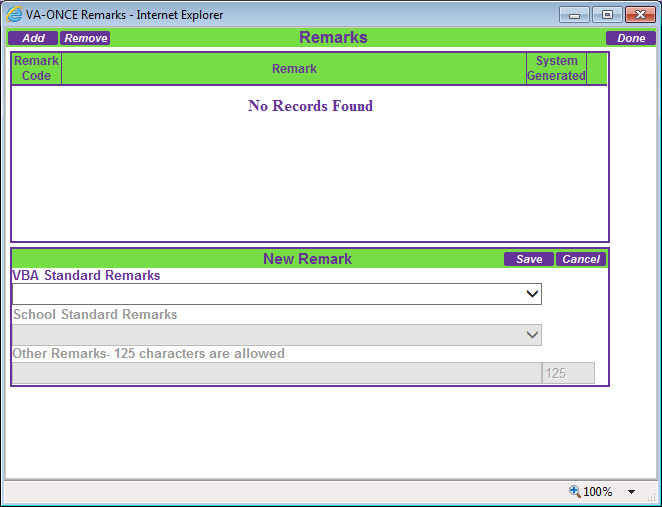 VA-ONCE Remarks - Internet Explorer
Add Remove Remarks Done
Remark Code Remark System Generated
No Records Found
New Remark Save Cancel
VBA Standard Remarks
School Standard Remarks
Other Remarks- 125 characters are allowed
125
100%